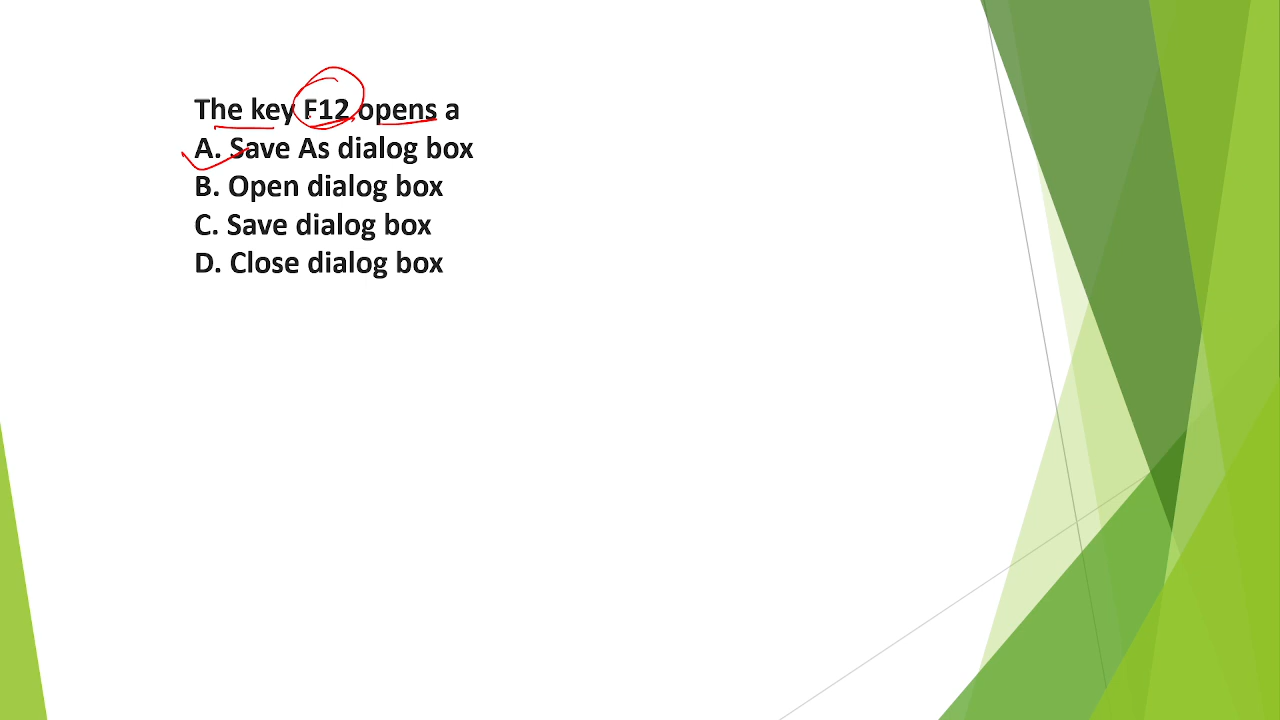 The key F12 opens a
A. Save As dialog box
B. Open dialog box
C. Save dialog box
D. Close dialog box